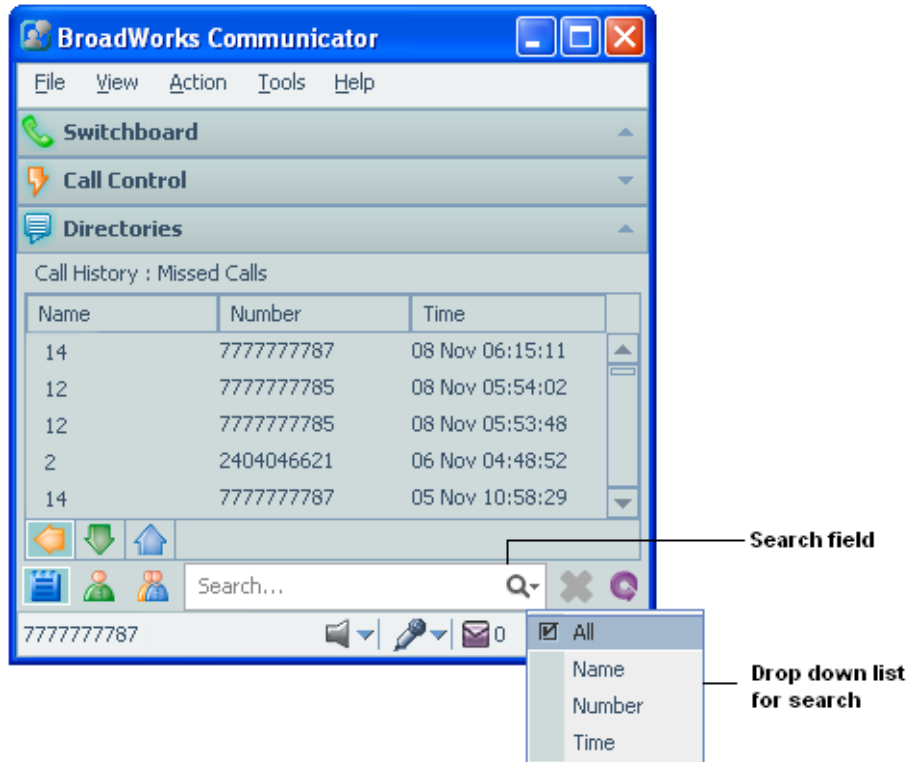 BroadWorks Communicator
File View Action Tools Help
Switchboard
Call Control
Directories
Call History : Missed Calls
Name Number Time
14 7777777787 08 Nov 06:15:11
12 7777777785 08 Nov 05:54:02
12 7777777785 08 Nov 05:53:48
2 2404046621 06 Nov 04:48:52
14 7777777787 05 Nov 10:58:29
Search field
Search...
7777777787 0
All
Name
Number
Time
Drop down list
for search